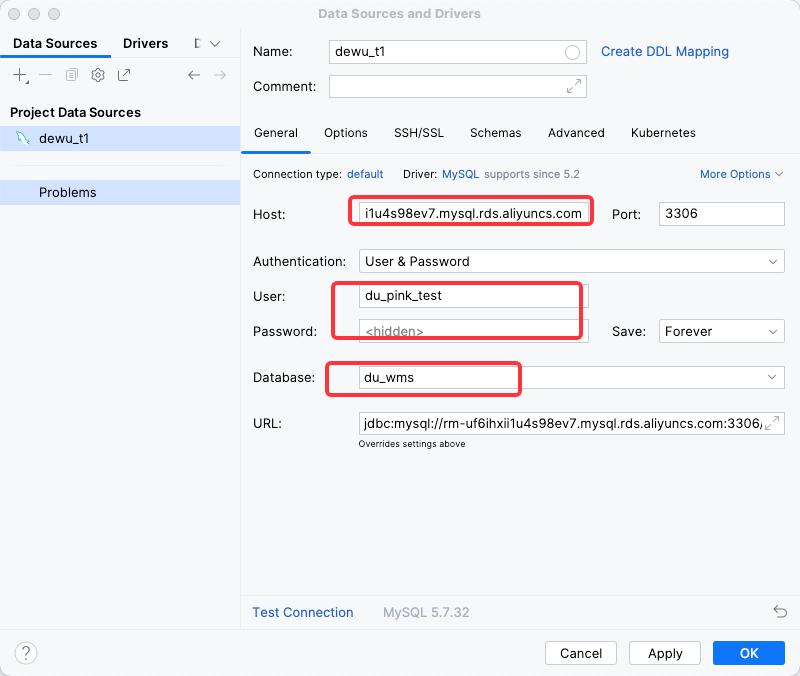 Data Sources and Drivers
Data Sources Drivers
Project Data Sources
dewu_t1
Problems
Name: dewu_t1 Create DDL Mapping
Comment:
General Options SSH/SSL Schemas Advanced Kubernetes
Connection type: default Driver: MySQL supports since 5.2 More Options
Host: i1u4s98ev7.mysql.rds.aliyuncs.com Port: 3306
Authentication: User & Password
User: du_pink_test
Password: <hidden> Save: Forever
Database: du_wms
URL: jdbc:mysql://rm-uf6ihxii1u4s98ev7.mysql.rds.aliyuncs.com:3306/
Overrides settings above
Test Connection MySQL 5.7.32
? Cancel Apply OK